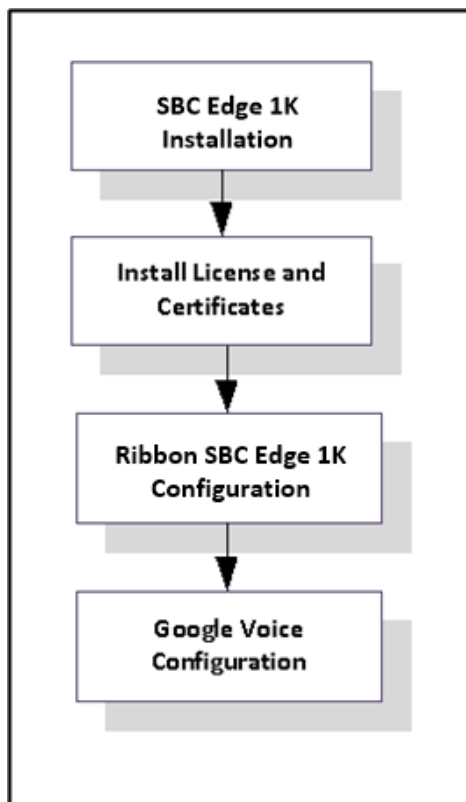 SBC Edge 1K
Installation
Install License and
Certificates
Ribbon SBC Edge 1K
Configuration
Google Voice
Configuration